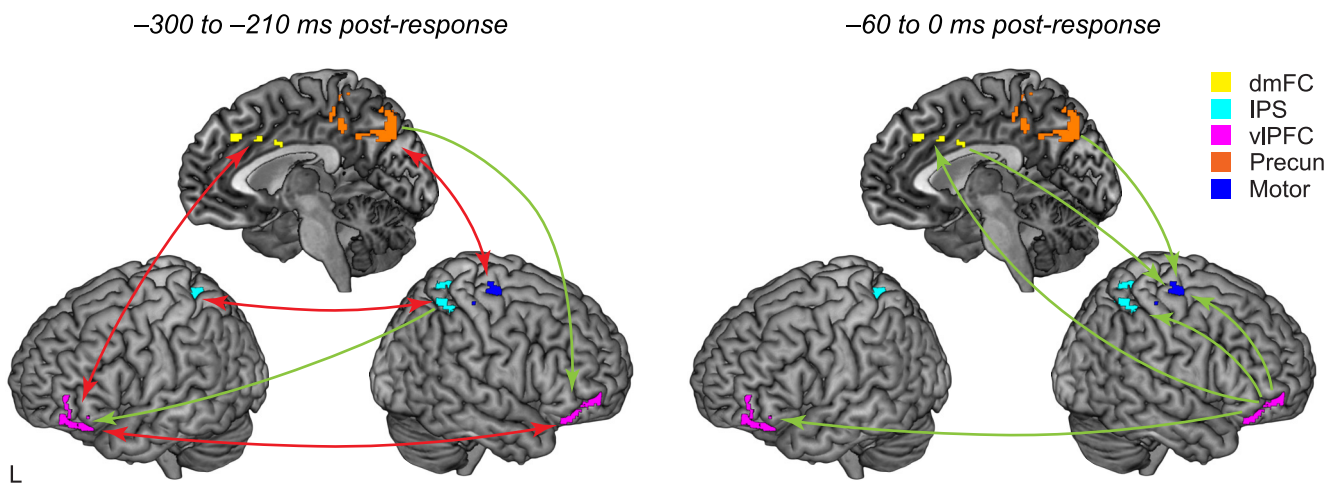 –300 to –210 ms post-response
–60 to 0 ms post-response
dmFC
IPS
vlPFC
Precun
Motor
L